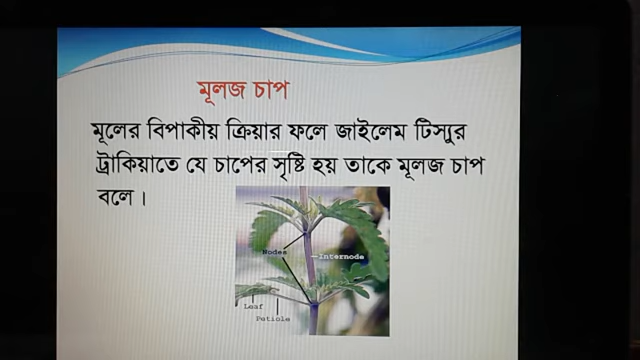 মূলজ চাপ
মূলের বিপাকীয় ক্রিয়ার ফলে জাইলেম টিস্যুর
ট্রাকিয়াতে যে চাপের সৃষ্টি হয় তাকে মূলজ চাপ
বলে ।
Nodes
Internode
Leaf
Petiole